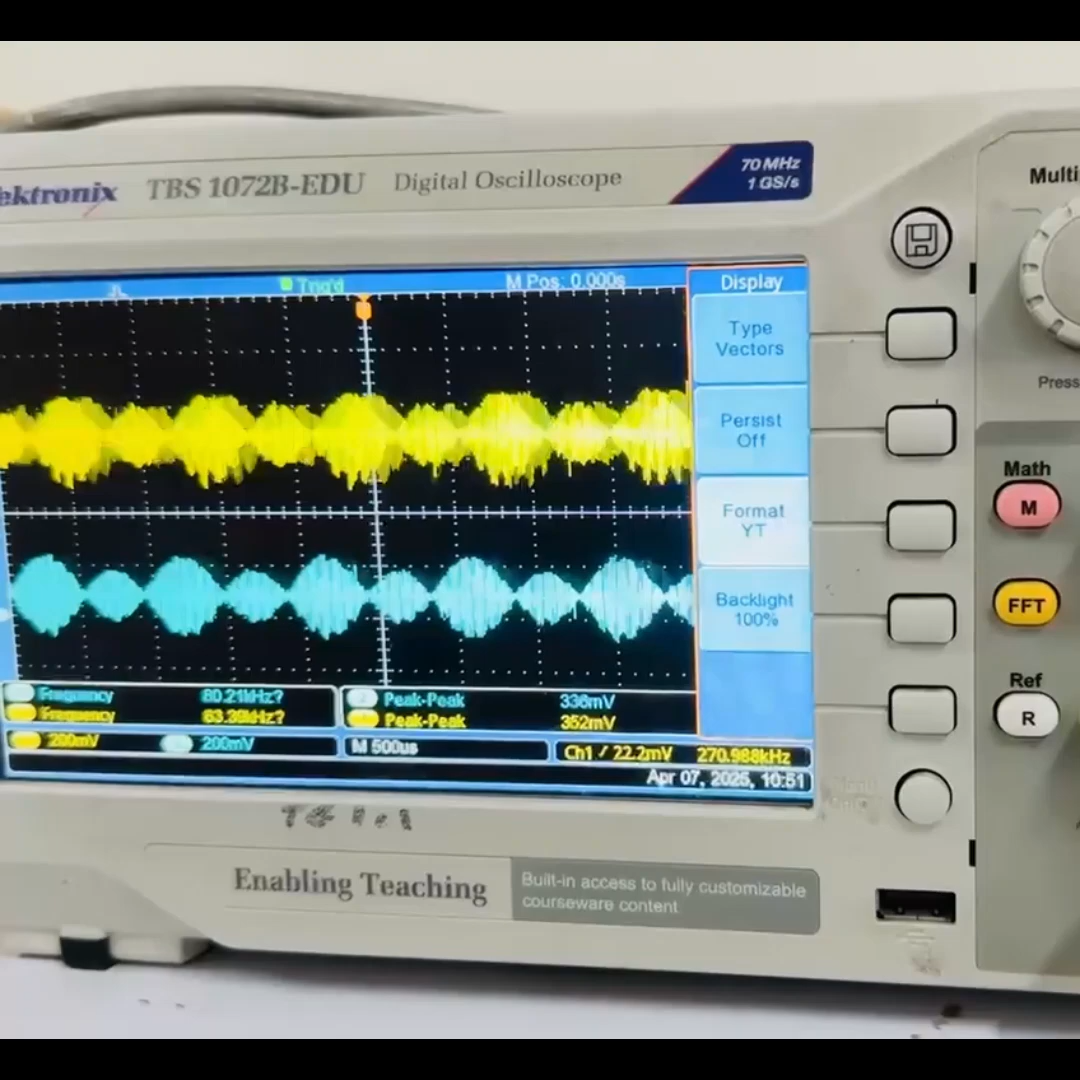 ektronix TBS 1072B-EDU Digital Oscilloscope
70 MHz
1 GS/s
Multi
Trig'd
M Pos: 0.000s
Display
Type
Vectors
Press
Persist
Off
Math
M
Format
YT
FFT
Backlight
100%
Ref
R
Frequency 80.21kHz?
Peak-Peak 336mV
Frequency 63.39kHz?
Peak-Peak 352mV
200mV
200mV
M 500us
Ch1 / 22.2mV 270.988kHz
Apr 07, 2025, 10:51
Enabling Teaching
Built-in access to fully customizable
courseware content